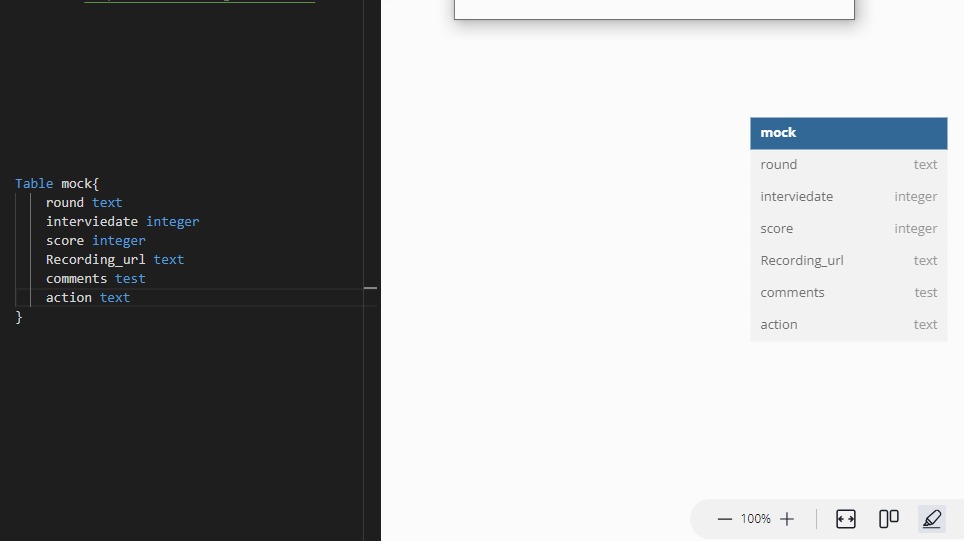 Table mock{
round text
interviedate integer
score integer
Recording_url text
comments test
action text
}
mock
round text
interviedate integer
score integer
Recording_url text
comments test
action text
100%